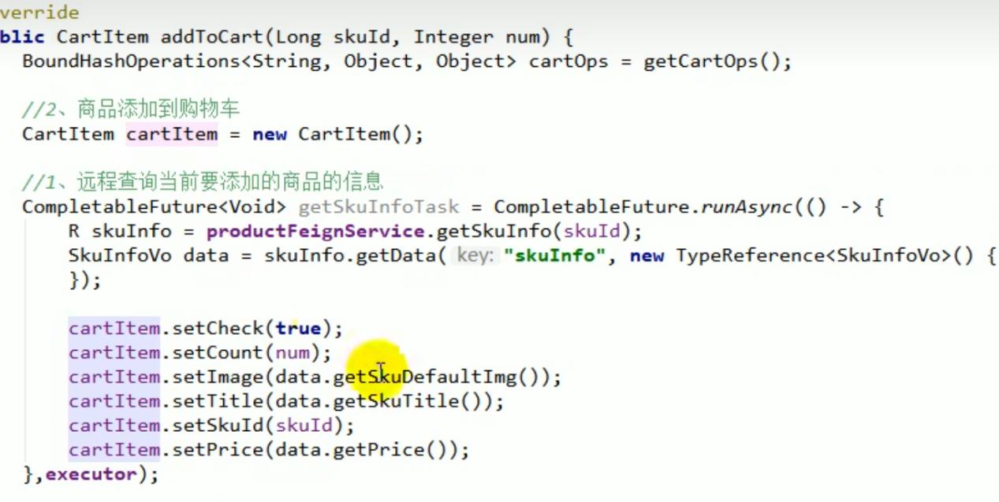 verride
blic CartItem addToCart(Long skuId, Integer num) {
BoundHashOperations<String, Object, Object> cartOps = getCartOps();
//2、商品添加到购物车
CartItem cartItem = new CartItem();
//1、远程查询当前要添加的商品的信息
CompletableFuture<Void> getSkuInfoTask = CompletableFuture.runAsync(() -> {
R skuInfo = productFeignService.getSkuInfo(skuId);
SkuInfoVo data = skuInfo.getData( key: "skuInfo", new TypeReference<SkuInfoVo>() {
});
cartItem.setCheck(true);
cartItem.setCount(num);
cartItem.setImage(data.getSkuDefaultImg());
cartItem.setTitle(data.getSkuTitle());
cartItem.setSkuId(skuId);
cartItem.setPrice(data.getPrice());
},executor);